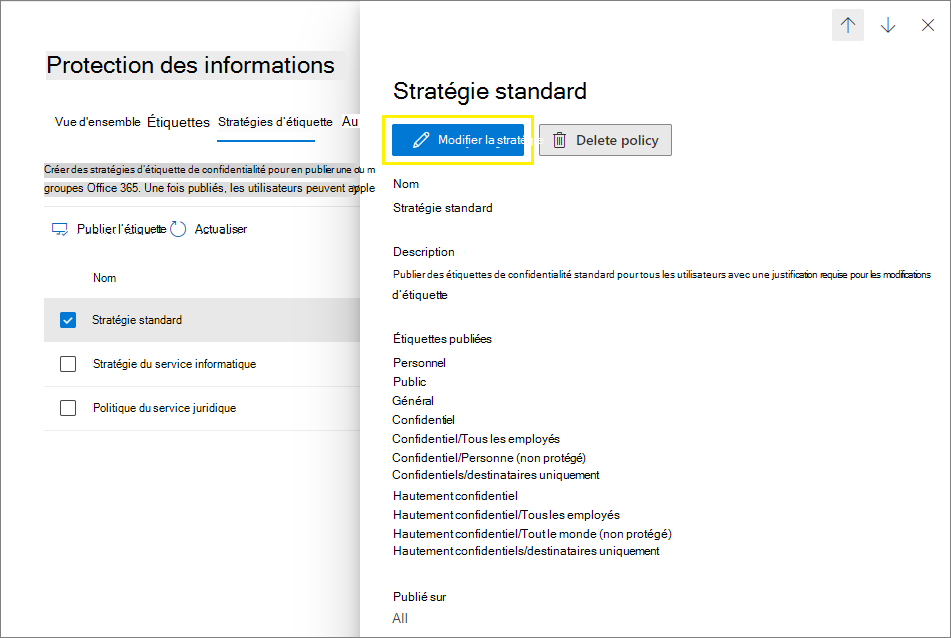 Protection des informations
Vue d'ensemble Étiquettes Stratégies d'étiquette Au
Créer des stratégies d'étiquette de confidentialité pour en publier une ou m
groupes Office 365. Une fois publiés, les utilisateurs peuvent apple
Publier l'étiquette Actualiser
Nom
Stratégie standard
Stratégie du service informatique
Politique du service juridique
Stratégie standard
Modifier la stratégie Delete policy
Nom
Stratégie standard
Description
Publier des étiquettes de confidentialité standard pour tous les utilisateurs avec une justification requise pour les modifications
d'étiquette
Étiquettes publiées
Personnel
Public
Général
Confidentiel
Confidentiel/Tous les employés
Confidentiel/Personne (non protégé)
Confidentiels/destinataires uniquement
Hautement confidentiel
Hautement confidentiel/Tous les employés
Hautement confidentiel/Tout le monde (non protégé)
Hautement confidentiels/destinataires uniquement
Publié sur
All